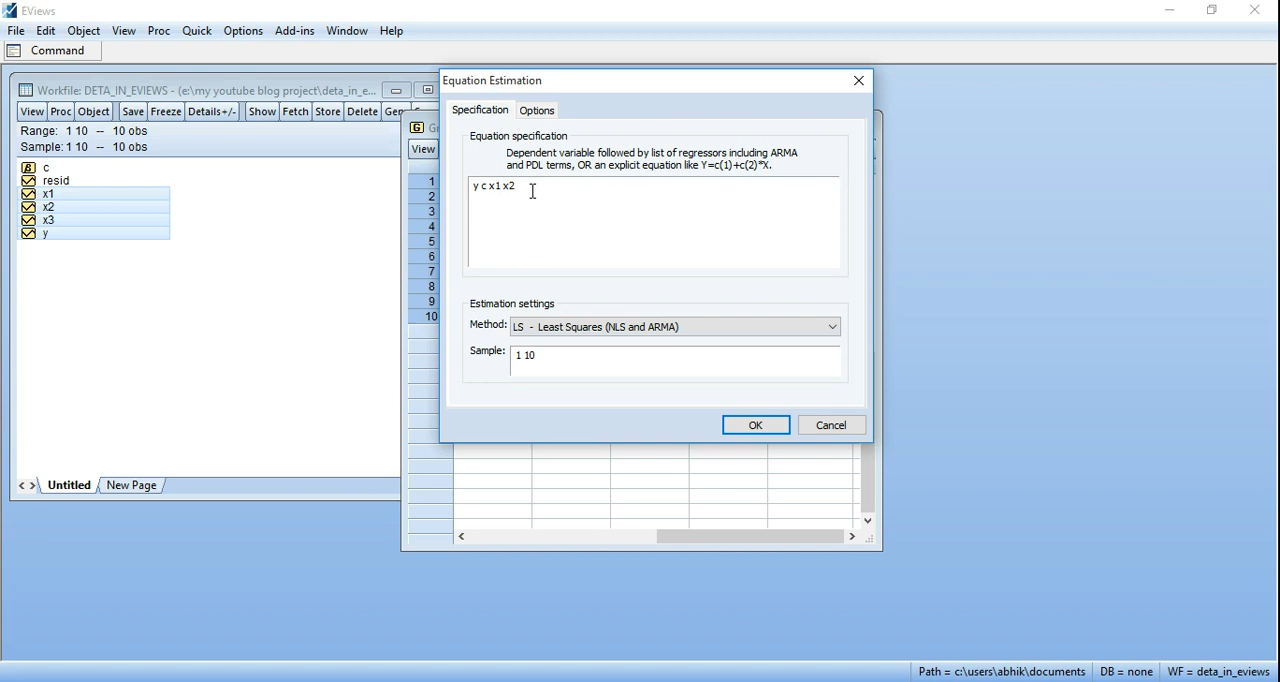 EViews
File Edit Object View Proc Quick Options Add-ins Window Help
Command
Workfile: DETA_IN_EVIEWS - (e:\my youtube blog project\deta_in_e...
View Proc Object Save Freeze Details+/- Show Fetch Store Delete
Range: 1 10 -- 10 obs
Sample: 1 10 -- 10 obs
c
resid
x1
x2
x3
y
Untitled New Page
G
View
1
2
3
4
5
6
7
8
9
10
Equation Estimation
Specification Options
Equation specification
Dependent variable followed by list of regressors including ARMA
and PDL terms, OR an explicit equation like Y=c(1)+c(2)*X.
y c x1 x2
Estimation settings
Method: LS - Least Squares (NLS and ARMA)
Sample: 1 10
OK Cancel
Path = c:\users\abhik\documents DB = none WF = deta_in_eviews